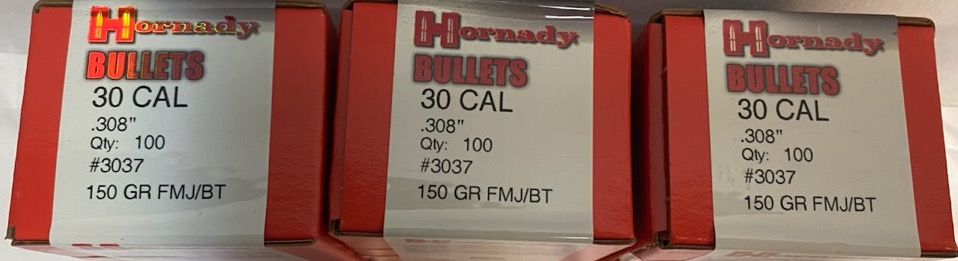 Hornady
BULLETS
30 CAL
.308"
Qty: 100
#3037
150 GR FMJ/BT
Hornady
BULLETS
30 CAL
.308"
Qty: 100
#3037
150 GR FMJ/BT
Hornady
BULLETS
30 CAL
.308"
Qty: 100
#3037
150 GR FMJ/BT